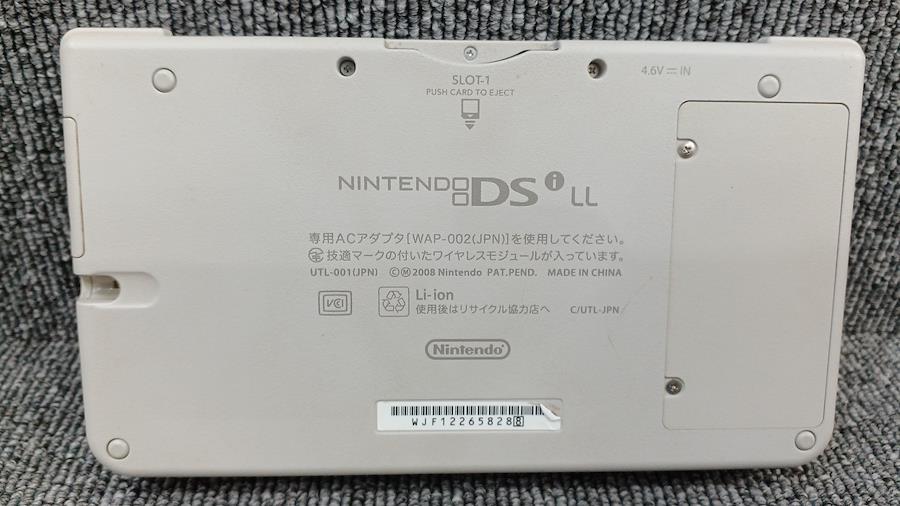 SLOT-1
PUSH CARD TO EJECT
4.6V⎓IN
NINTENDO DSi LL
専用ACアダプタ[WAP-002(JPN)]を使用してください。
技適マークの付いたワイヤレスモジュールが入っています。
UTL-001(JPN) ©Ⓜ2008 Nintendo PAT.PEND. MADE IN CHINA
VCI
Li-ion
使用後はリサイクル協力店へ C/UTL-JPN
Nintendo
WJF122658288